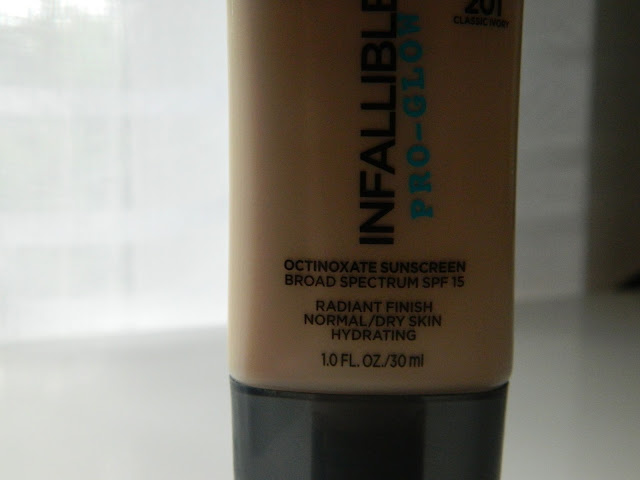 201
CLASSIC IVORY
INFALLIBLE
PRO-GLOW
OCTINOXATE SUNSCREEN
BROAD SPECTRUM SPF 15
RADIANT FINISH
NORMAL/DRY SKIN
HYDRATING
1.0 FL. OZ./30 ml